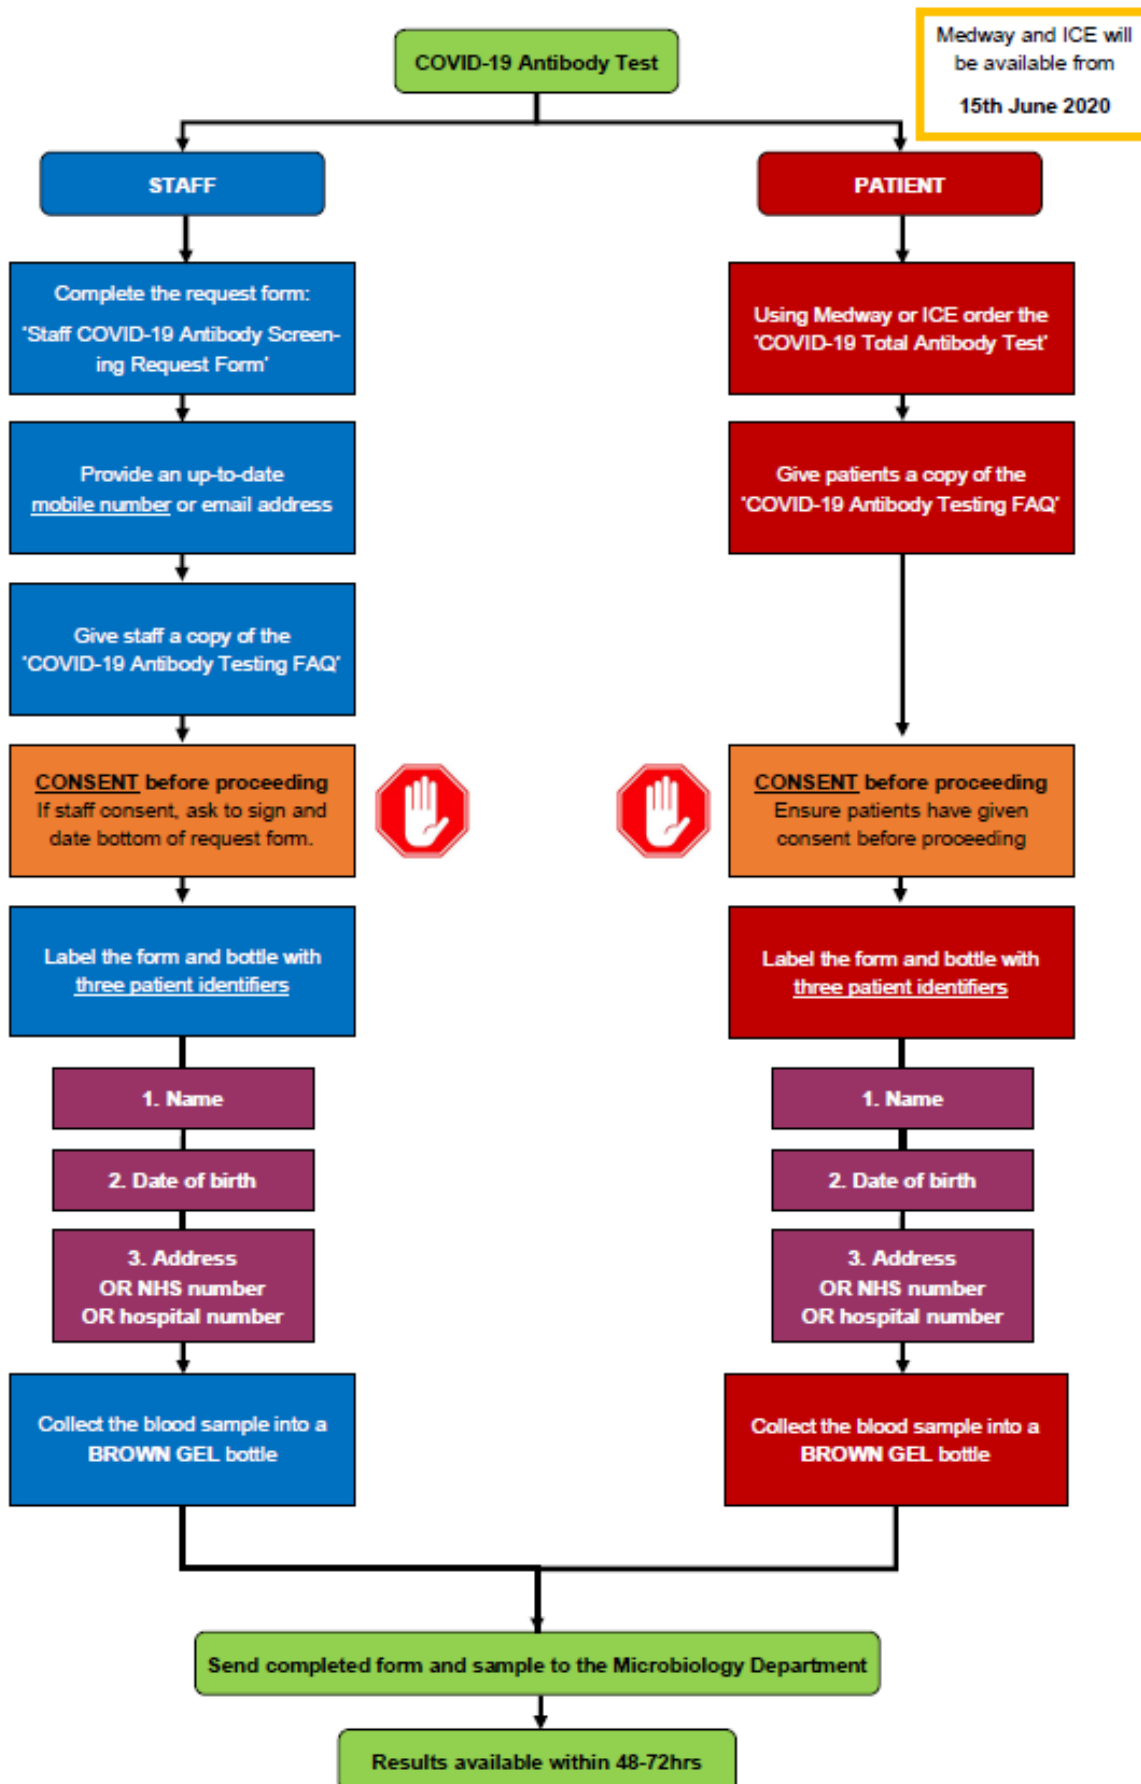 COVID-19 Antibody Test
Medway and ICE will
be available from
15th June 2020
STAFF
Complete the request form:
'Staff COVID-19 Antibody Screen-
ing Request Form'
Provide an up-to-date
mobile number or email address
Give staff a copy of the
'COVID-19 Antibody Testing FAQ'
CONSENT before proceeding
If staff consent, ask to sign and
date bottom of request form.
Label the form and bottle with
three patient identifiers
1. Name
2. Date of birth
3. Address
OR NHS number
OR hospital number
Collect the blood sample into a
BROWN GEL bottle
PATIENT
Using Medway or ICE order the
'COVID-19 Total Antibody Test'
Give patients a copy of the
'COVID-19 Antibody Testing FAQ'
CONSENT before proceeding
Ensure patients have given
consent before proceeding
Label the form and bottle with
three patient identifiers
1. Name
2. Date of birth
3. Address
OR NHS number
OR hospital number
Collect the blood sample into a
BROWN GEL bottle
Send completed form and sample to the Microbiology Department
Results available within 48-72hrs